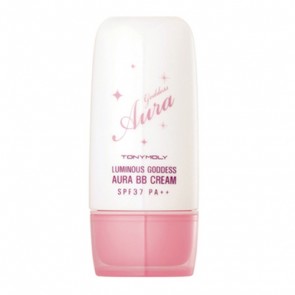 Goddess
Aura
TONYMOLY
LUMINOUS GODDESS
AURA BB CREAM
SPF37 PA++